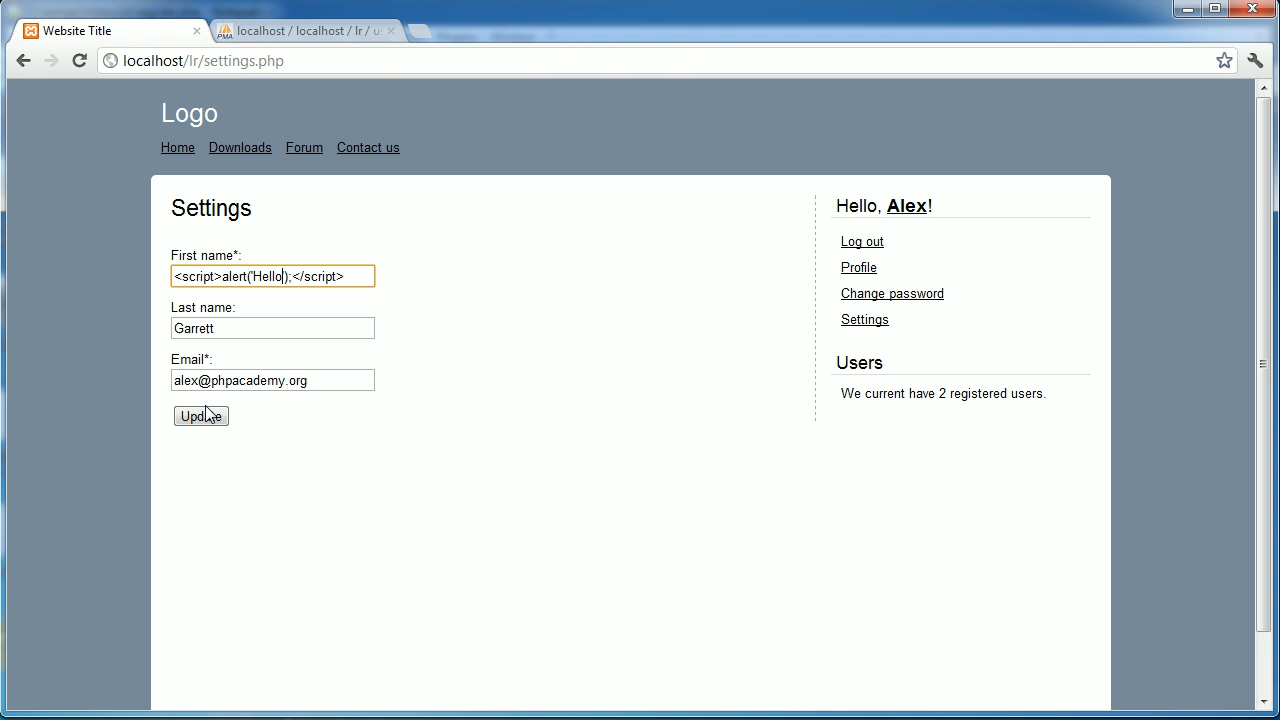 Website Title
localhost / localhost / lr / u
localhost/lr/settings.php
Logo
Home Downloads Forum Contact us
Settings
First name*:
<script>alert('Hello');</script>
Last name:
Garrett
Email*:
alex@phpacademy.org
Update
Hello, Alex!
Log out
Profile
Change password
Settings
Users
We current have 2 registered users.